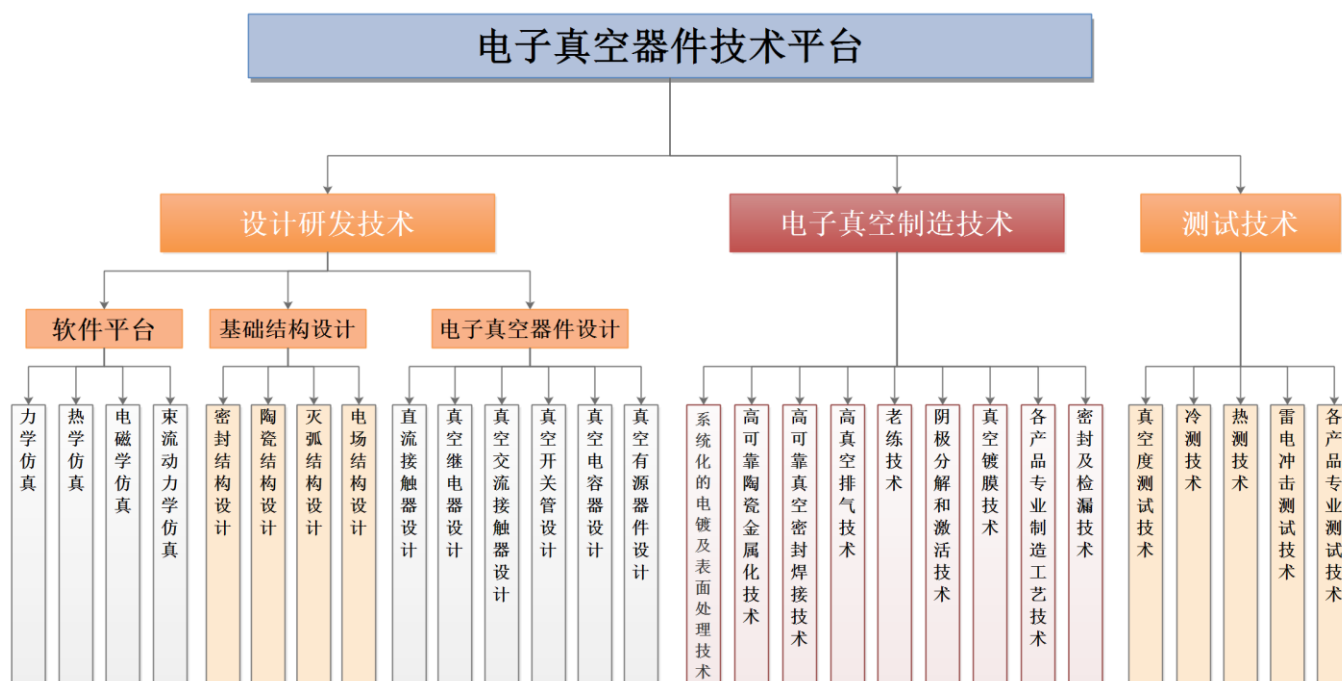 电子真空器件技术平台
设计研发技术
电子真空制造技术
测试技术
软件平台
基础结构设计
电子真空器件设计
力学仿真
热学仿真
电磁学仿真
束流动力学仿真
密封结构设计
陶瓷结构设计
灭弧结构设计
电场结构设计
直流接触器设计
真空继电器设计
真空交流接触器设计
真空开关管设计
真空电容器设计
真空有源器件设计
系统化的电镀及表面处理技术
高可靠陶瓷金属化技术
高可靠真空密封焊接技术
高真空排气技术
老练技术
阴极分解和激活技术
真空镀膜技术
各产品专业制造工艺技术
密封及检漏技术
真空度测试技术
冷测技术
热测技术
雷电冲击测试技术
各产品专业测试技术